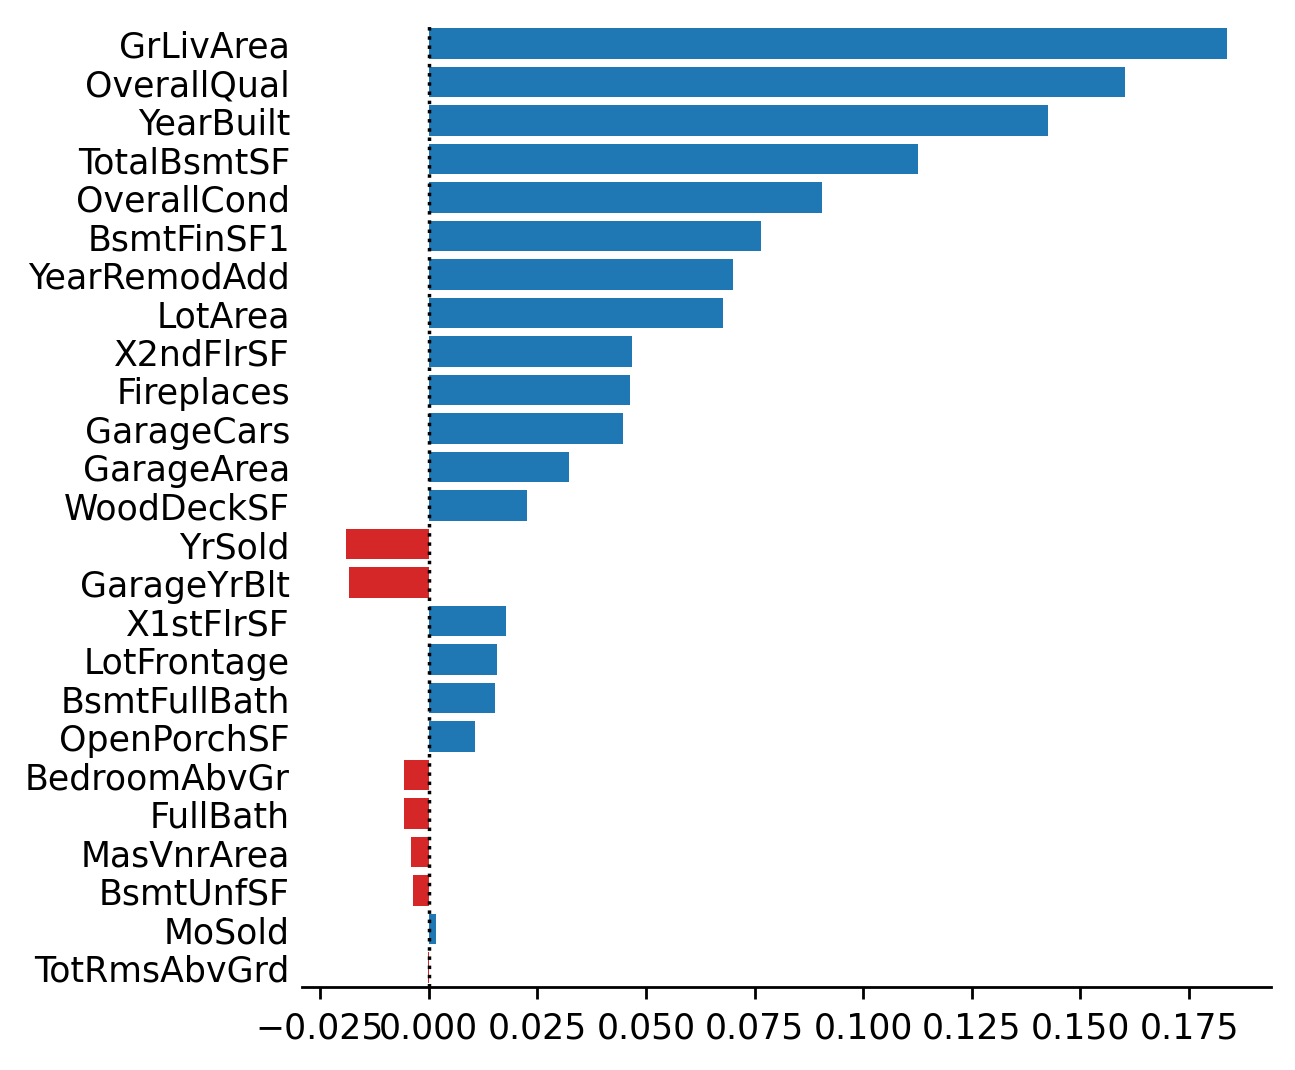 GrLivArea
OverallQual
YearBuilt
TotalBsmtSF
OverallCond
BsmtFinSF1
YearRemodAdd
LotArea
X2ndFlrSF
Fireplaces
GarageCars
GarageArea
WoodDeckSF
YrSold
GarageYrBlt
X1stFlrSF
LotFrontage
BsmtFullBath
OpenPorchSF
BedroomAbvGr
FullBath
MasVnrArea
BsmtUnfSF
MoSold
TotRmsAbvGrd
−0.025 0.000 0.025 0.050 0.075 0.100 0.125 0.150 0.175